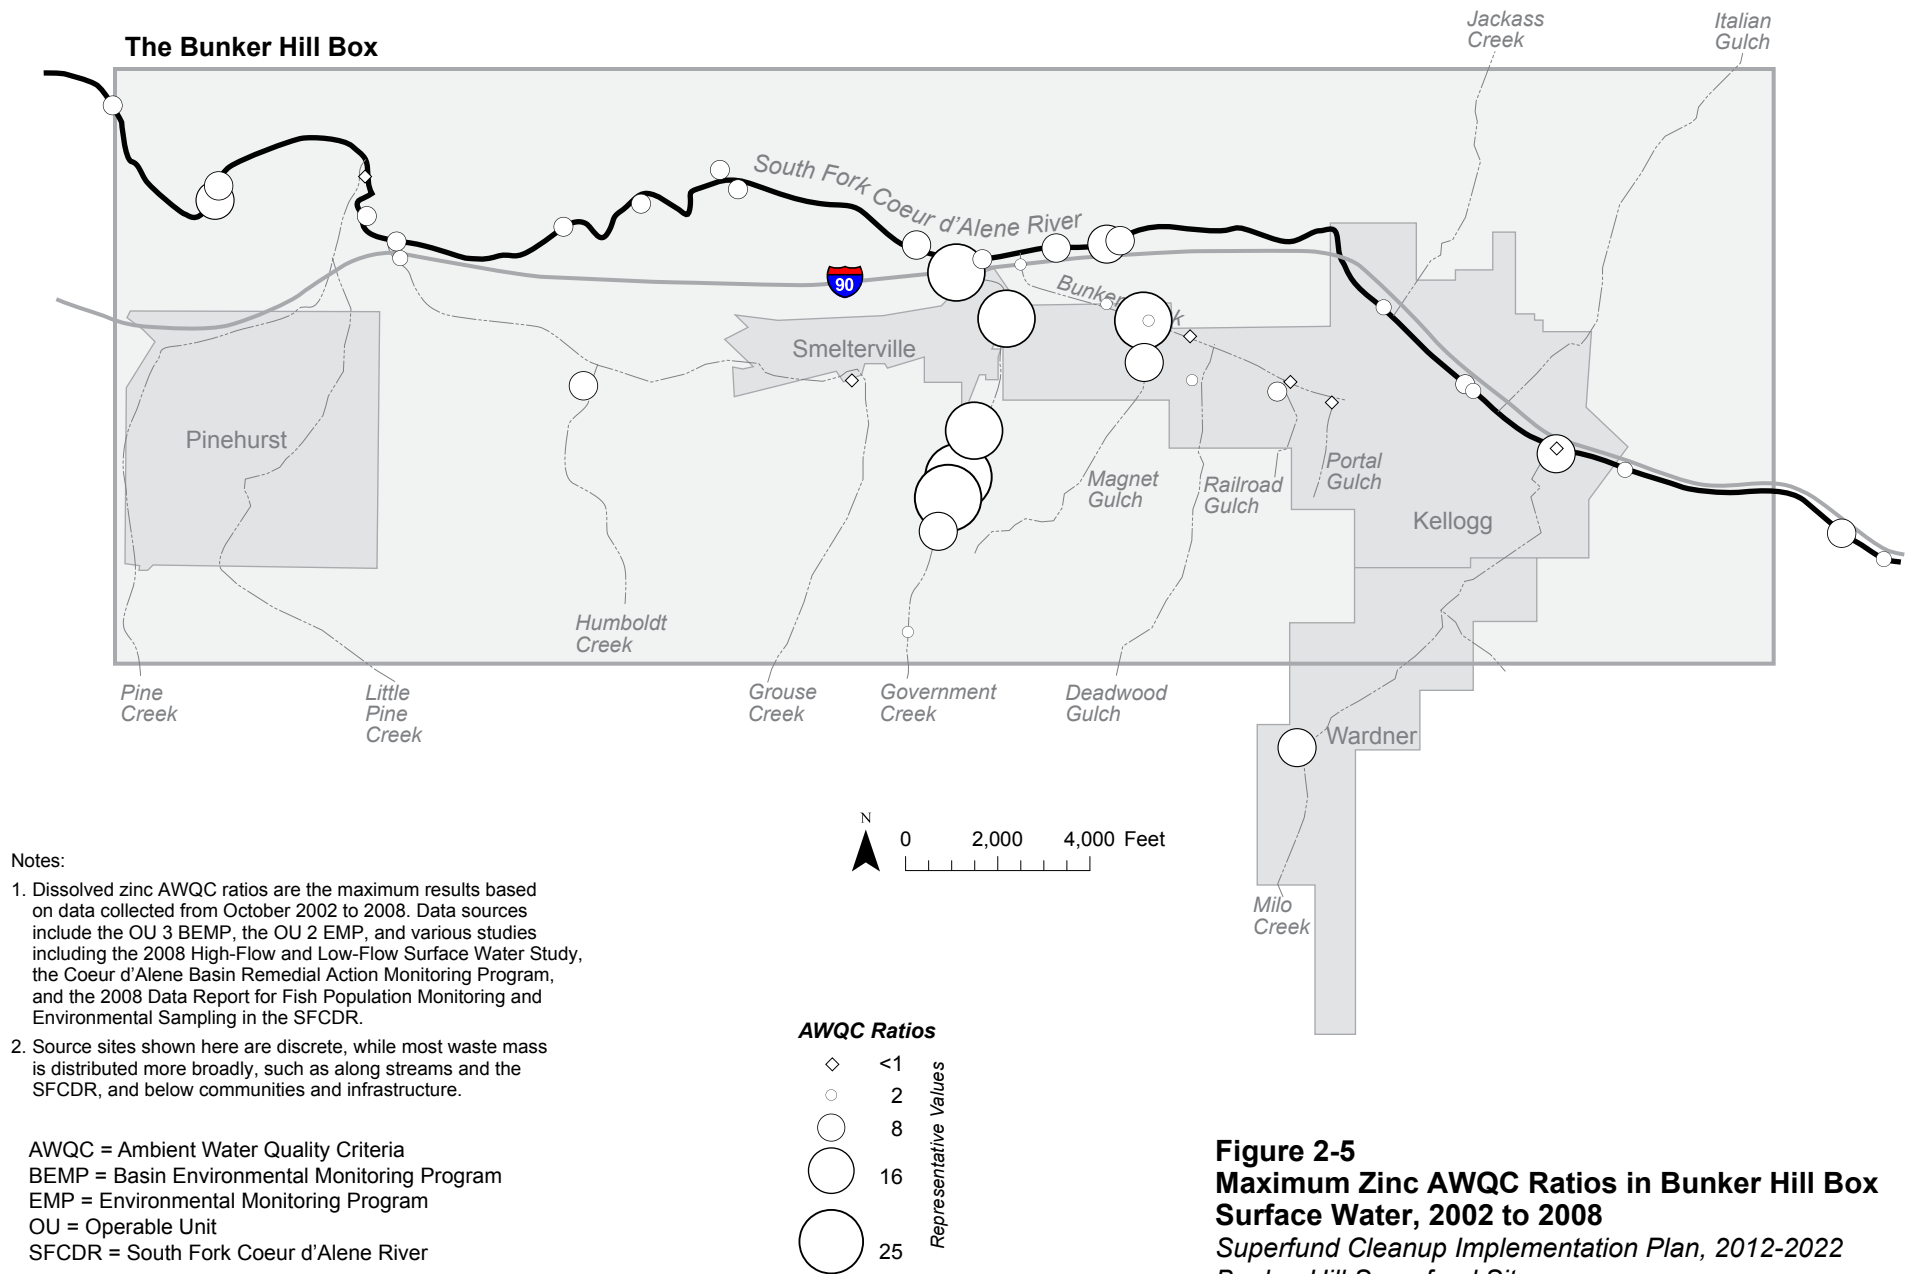 The Bunker Hill Box
Jackass
Creek
Italian
Gulch
South Fork Coeur d'Alene River
90
Bunker
k
Smelterville
Pinehurst
Magnet
Gulch
Railroad
Gulch
Portal
Gulch
Kellogg
Humboldt
Creek
Pine
Creek
Little
Pine
Creek
Grouse
Creek
Government
Creek
Deadwood
Gulch
Wardner
Milo
Creek
N
0 2,000 4,000 Feet
Notes:
1. Dissolved zinc AWQC ratios are the maximum results based
on data collected from October 2002 to 2008. Data sources
include the OU 3 BEMP, the OU 2 EMP, and various studies
including the 2008 High-Flow and Low-Flow Surface Water Study,
the Coeur d'Alene Basin Remedial Action Monitoring Program,
and the 2008 Data Report for Fish Population Monitoring and
Environmental Sampling in the SFCDR.
2. Source sites shown here are discrete, while most waste mass
is distributed more broadly, such as along streams and the
SFCDR, and below communities and infrastructure.
AWQC = Ambient Water Quality Criteria
BEMP = Basin Environmental Monitoring Program
EMP = Environmental Monitoring Program
OU = Operable Unit
SFCDR = South Fork Coeur d'Alene River
AWQC Ratios
<1
2
8
16
25
Representative Values
Figure 2-5
Maximum Zinc AWQC Ratios in Bunker Hill Box
Surface Water, 2002 to 2008
Superfund Cleanup Implementation Plan, 2012-2022